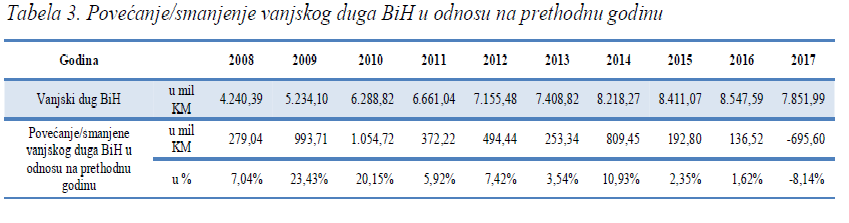 Tabela 3. Povećanje/smanjenje vanjskog duga BiH u odnosu na prethodnu godinu
Godina 2008 2009 2010 2011 2012 2013 2014 2015 2016 2017
Vanjski dug BiH u mil KM 4.240,39 5.234,10 6.288,82 6.661,04 7.155,48 7.408,82 8.218,27 8.411,07 8.547,59 7.851,99
Povećanje/smanjene
vanjskog duga BiH u
odnosu na prethodnu
godinu
u mil KM 279,04 993,71 1.054,72 372,22 494,44 253,34 809,45 192,80 136,52 -695,60
u % 7,04% 23,43% 20,15% 5,92% 7,42% 3,54% 10,93% 2,35% 1,62% -8,14%